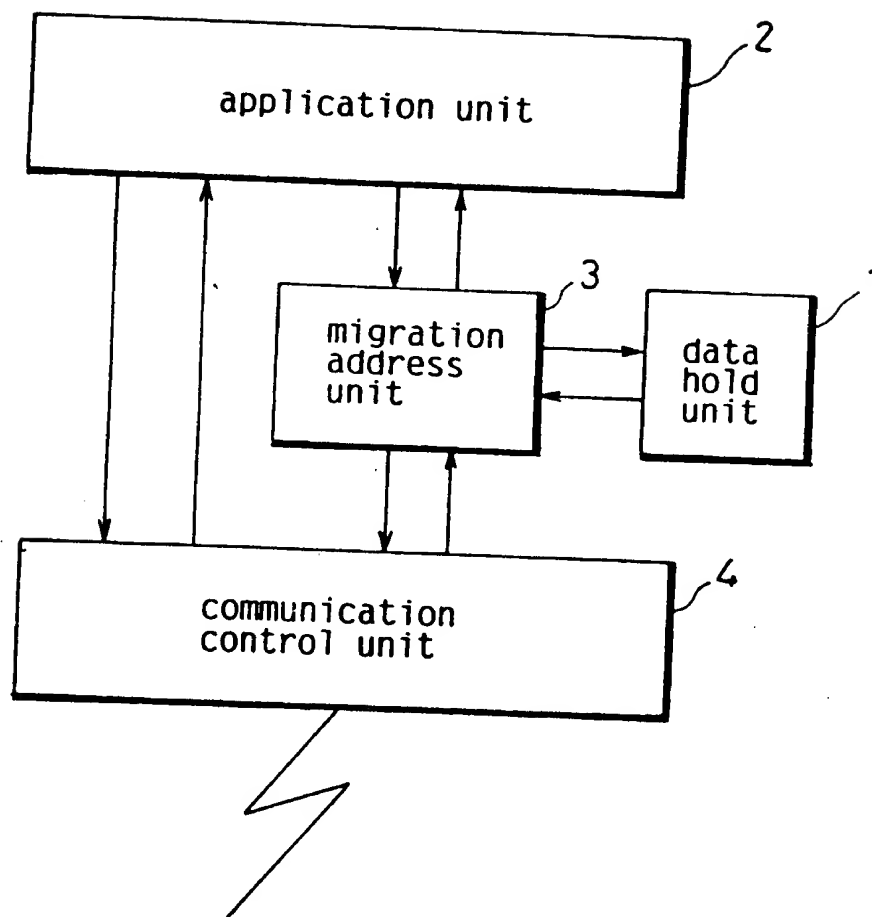 2
application unit
3
migration
address
unit
data
hold
unit
4
communication
control unit